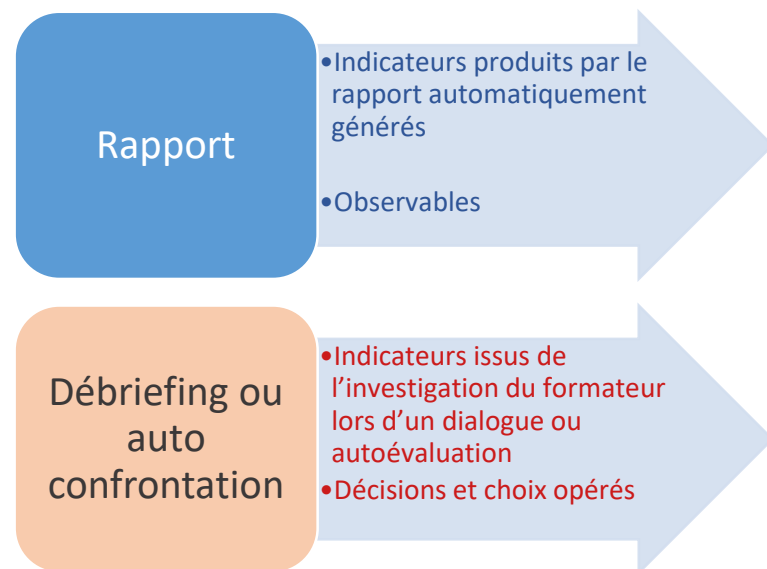 Rapport
•Indicateurs produits par le
rapport automatiquement
générés
•Observables
Débriefing ou
auto
confrontation
•Indicateurs issus de
l’investigation du formateur
lors d’un dialogue ou
autoévaluation
•Décisions et choix opérés